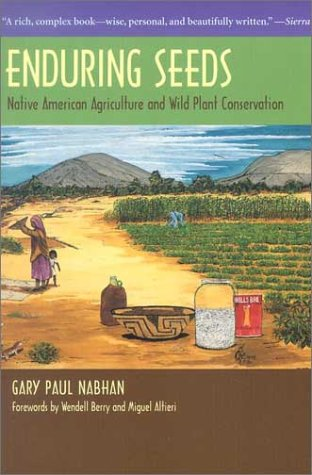 "A rich, complex book—wise, personal, and beautifully written."—Sierra
ENDURING SEEDS
Native American Agriculture and Wild Plant Conservation
GARY PAUL NABHAN
Forewords by Wendell Berry and Miguel Altieri